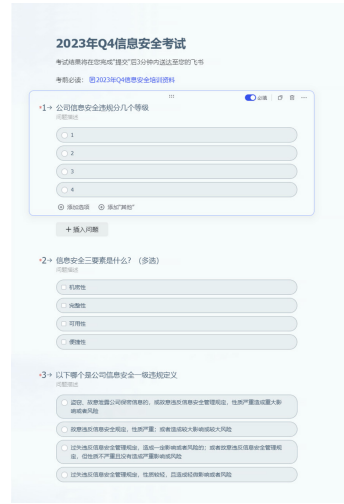 2023年Q4信息安全考试
考试结果将在您完成"提交"后3分钟内送达至您的飞书
考前必读: 2023年Q4信息安全培训资料
必填
*1→ 公司信息安全违规分几个等级
问题描述
1
2
3
4
添加选项 添加"其他"
+ 插入问题
*2→ 信息安全三要素是什么?(多选)
问题描述
机密性
完整性
可用性
便捷性
*3→ 以下哪个是公司信息安全一级违规定义
问题描述
盗窃、故意泄露公司保密信息的,或故意违反信息安全管理规定,性质严重造成重大影
响或者风险
故意违反信息安全规定,性质严重;或者造成较大影响或较大风险
过失违反信息安全管理规定,造成一定影响或者风险的;或者故意违反信息安全管理规
定,但性质不严重且没有造成严重影响或风险
过失违反信息安全管理规定,性质较轻,且造成轻微影响或者风险